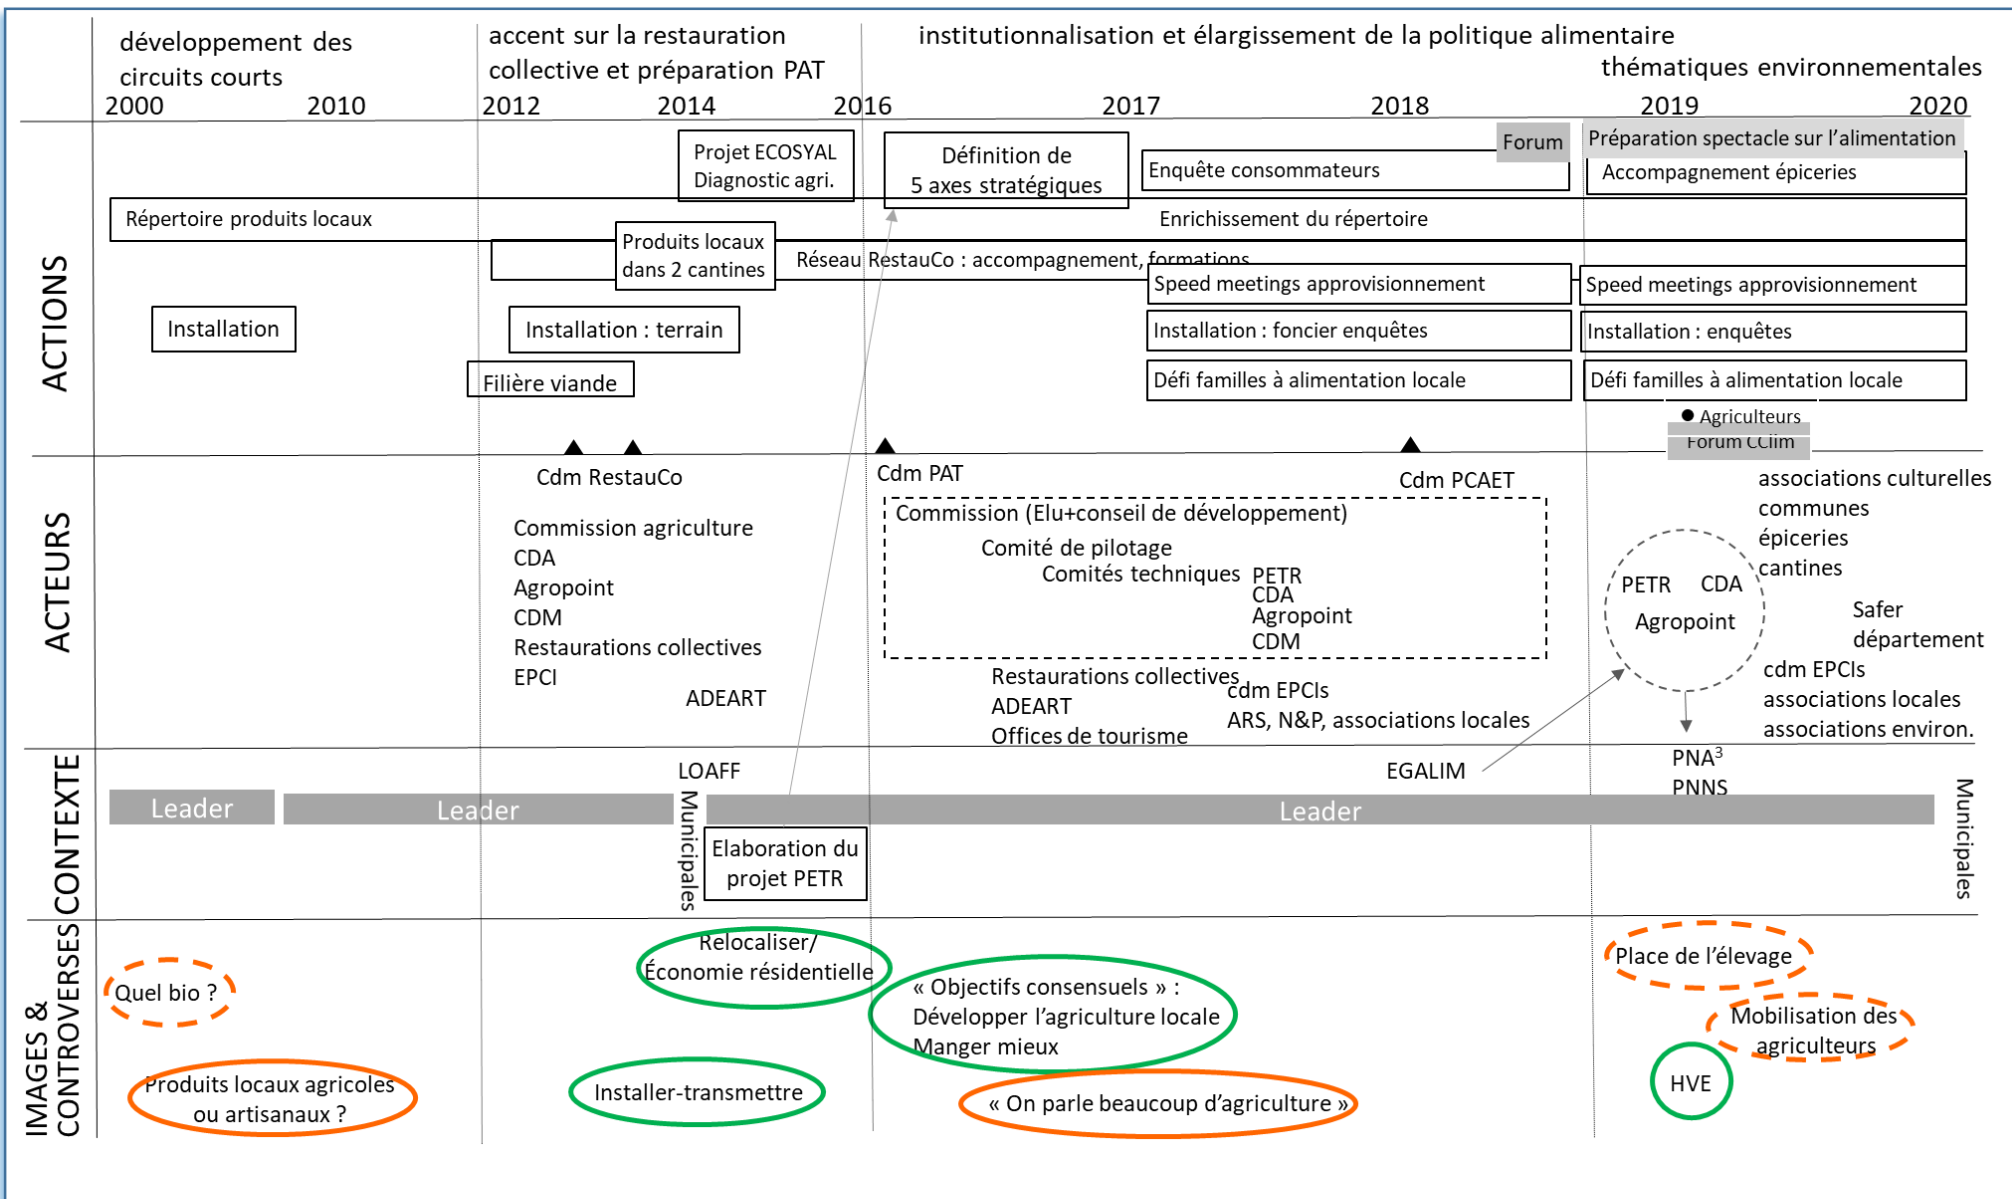 développement des
circuits courts
accent sur la restauration
collective et préparation PAT
institutionnalisation et élargissement de la politique alimentaire
thématiques environnementales
2000
2010
2012
2014
2016
2017
2018
2019
2020
ACTIONS
Projet ECOSYAL
Diagnostic agri.
Définition de
5 axes stratégiques
Enquête consommateurs
Forum
Préparation spectacle sur l’alimentation
Accompagnement épiceries
Répertoire produits locaux
Enrichissement du répertoire
Produits locaux
dans 2 cantines
Réseau RestauCo : accompagnement, formations
Speed meetings approvisionnement
Speed meetings approvisionnement
Installation
Installation : terrain
Installation : foncier enquêtes
Installation : enquêtes
Filière viande
Défi familles à alimentation locale
Défi familles à alimentation locale
● Agriculteurs
Forum CClim
ACTEURS
Cdm RestauCo
Cdm PAT
Cdm PCAET
Commission agriculture
CDA
Agropoint
CDM
Restaurations collectives
EPCI
ADEART
Commission (Elu+conseil de développement)
Comité de pilotage
Comités techniques
PETR
CDA
Agropoint
CDM
Restaurations collectives
ADEART
Offices de tourisme
cdm EPCIs
ARS, N&P, associations locales
associations culturelles
communes
épiceries
cantines
PETR CDA
Agropoint
Safer
département
cdm EPCIs
associations locales
associations environ.
CONTEXTE
LOAFF
EGALIM
PNA³
PNNS
Leader
Leader
Municipales
Leader
Municipales
Elaboration du
projet PETR
IMAGES &
CONTROVERSES
Quel bio ?
Produits locaux agricoles
ou artisanaux ?
Relocaliser/
Économie résidentielle
Installer-transmettre
« Objectifs consensuels » :
Développer l’agriculture locale
Manger mieux
« On parle beaucoup d’agriculture »
Place de l’élevage
Mobilisation des
agriculteurs
HVE